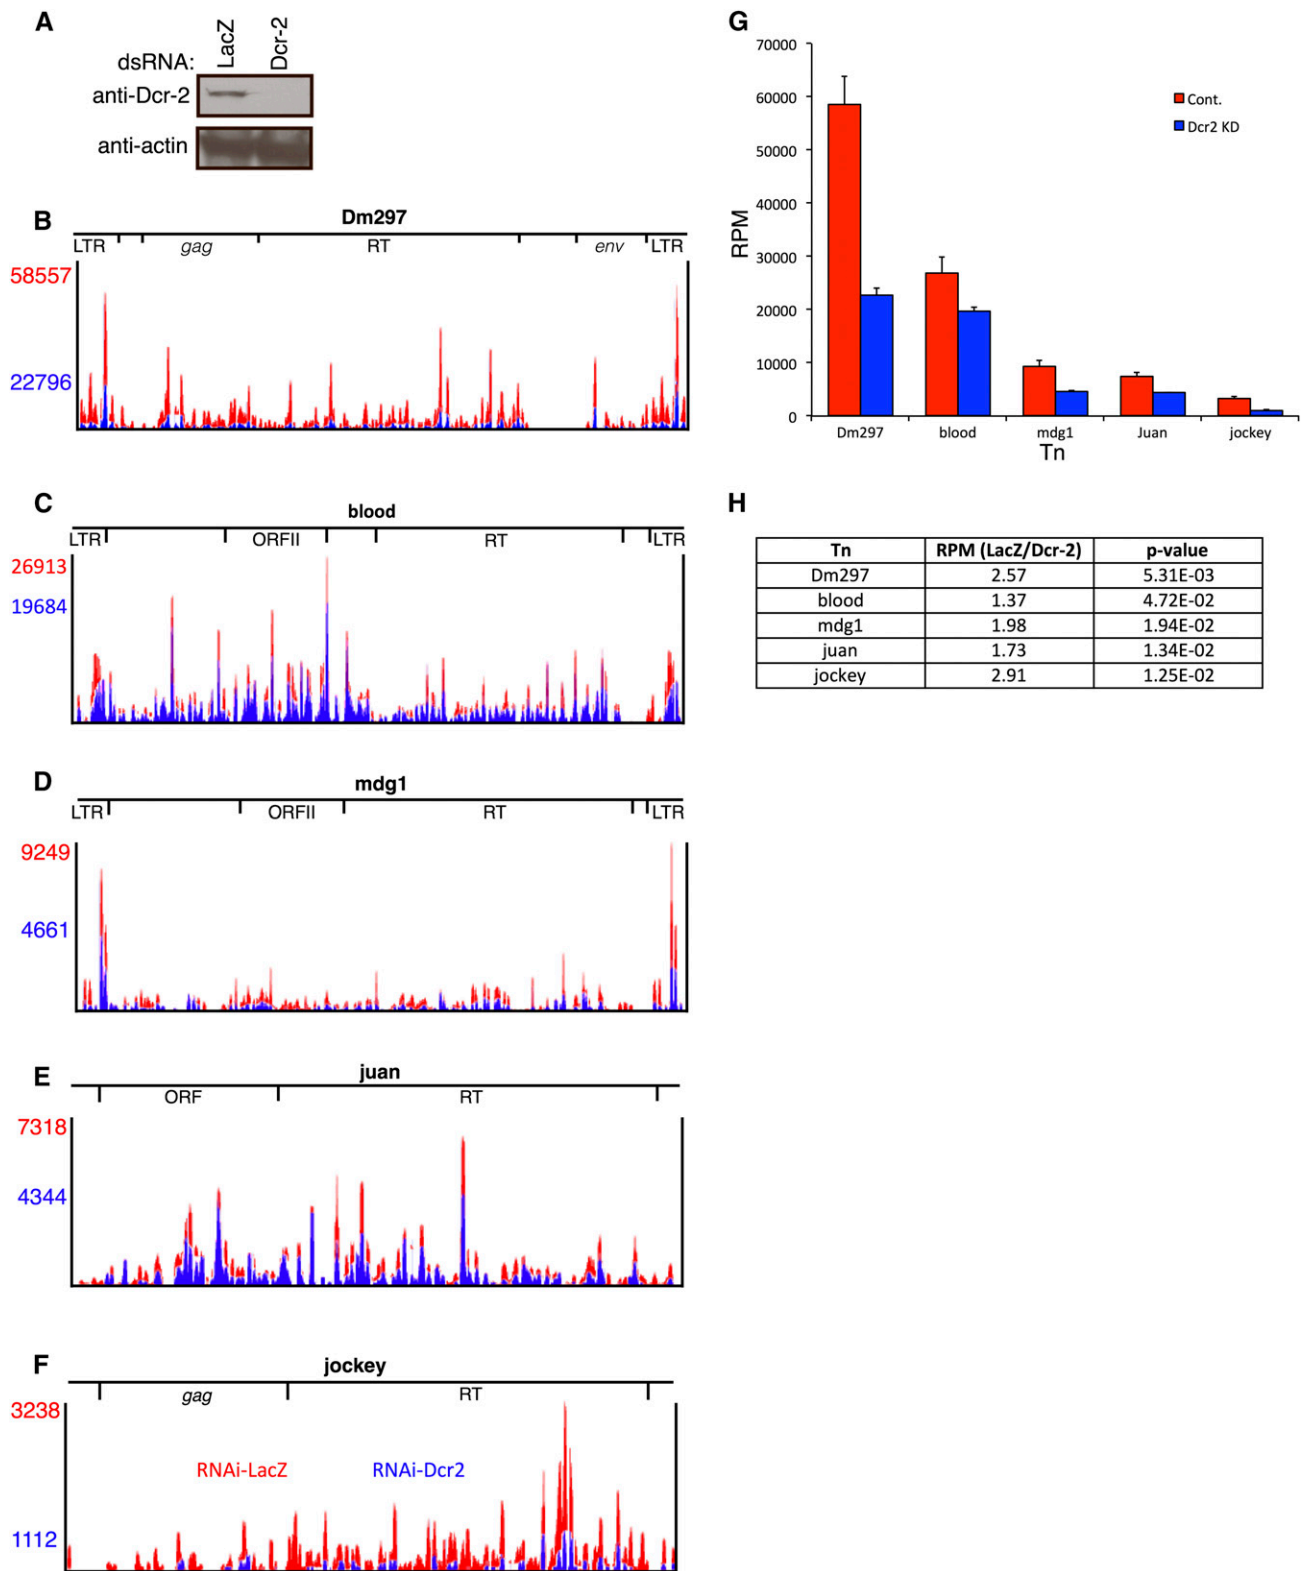 A
dsRNA: LacZ Dcr-2
anti-Dcr-2
anti-actin
B
Dm297
LTR gag RT env LTR
58557
22796
C
blood
LTR ORFII RT LTR
26913
19684
D
mdg1
LTR ORFII RT LTR
9249
4661
E
juan
ORF RT
7318
4344
F
jockey
gag RT
3238
RNAi-LacZ RNAi-Dcr2
1112
G
70000
60000
50000
40000
30000
20000
10000
0
RPM
Cont.
Dcr2 KD
Dm297 blood mdg1 Juan jockey
Tn
H
Tn RPM (LacZ/Dcr-2) p-value
Dm297 2.57 5.31E-03
blood 1.37 4.72E-02
mdg1 1.98 1.94E-02
juan 1.73 1.34E-02
jockey 2.91 1.25E-02